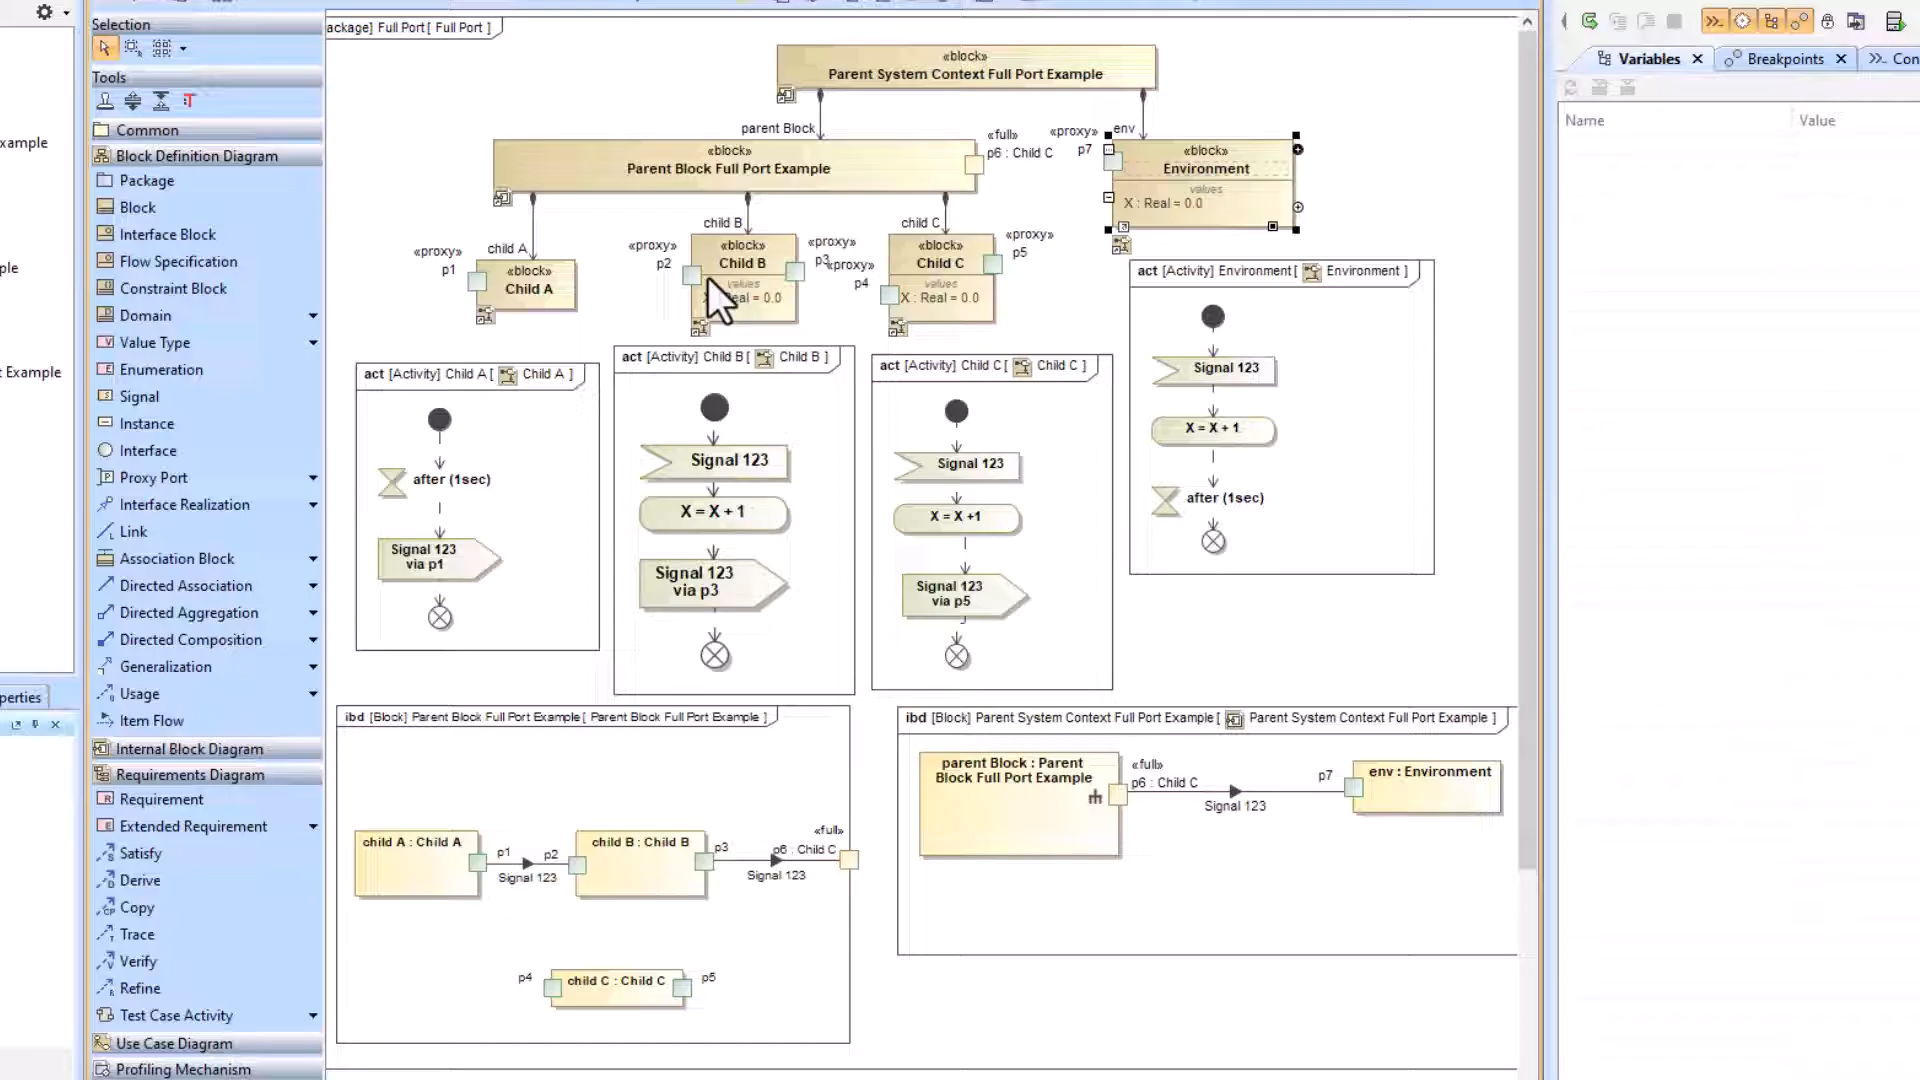 Selection
Tools
Common
Block Definition Diagram
Package
Block
Interface Block
Flow Specification
Constraint Block
Domain
Value Type
Enumeration
Signal
Instance
Interface
Proxy Port
Interface Realization
Link
Association Block
Directed Association
Directed Aggregation
Directed Composition
Generalization
Usage
Item Flow
Internal Block Diagram
Requirements Diagram
Requirement
Extended Requirement
Satisfy
Derive
Copy
Trace
Verify
Refine
Test Case Activity
Use Case Diagram
Profiling Mechanism
xample
ple
t Example
perties
ackage] Full Port[ Full Port ]
«block»
Parent System Context Full Port Example
parent Block
env
«block»
Parent Block Full Port Example
«full»
p6 : Child C
«proxy»
p7
«block»
Environment
values
X : Real = 0.0
child A
child B
child C
«proxy»
p1
«block»
Child A
«proxy»
p2
«block»
Child B
values
eal = 0.0
«proxy»
p3
«proxy»
p4
«block»
Child C
values
X : Real = 0.0
«proxy»
p5
act [Activity] Child A [ Child A ]
after (1sec)
Signal 123
via p1
act [Activity] Child B [ Child B ]
Signal 123
X = X + 1
Signal 123
via p3
act [Activity] Child C [ Child C ]
Signal 123
X = X +1
Signal 123
via p5
act [Activity] Environment [ Environment ]
Signal 123
X = X + 1
after (1sec)
ibd [Block] Parent Block Full Port Example [ Parent Block Full Port Example ]
child A : Child A
p1
p2
Signal 123
child B : Child B
p3
«full»
p6 : Child C
Signal 123
p4
child C : Child C
p5
ibd [Block] Parent System Context Full Port Example [ Parent System Context Full Port Example ]
parent Block : Parent
Block Full Port Example
«full»
p6 : Child C
Signal 123
p7
env : Environment
Variables
Breakpoints
Con
Name
Value